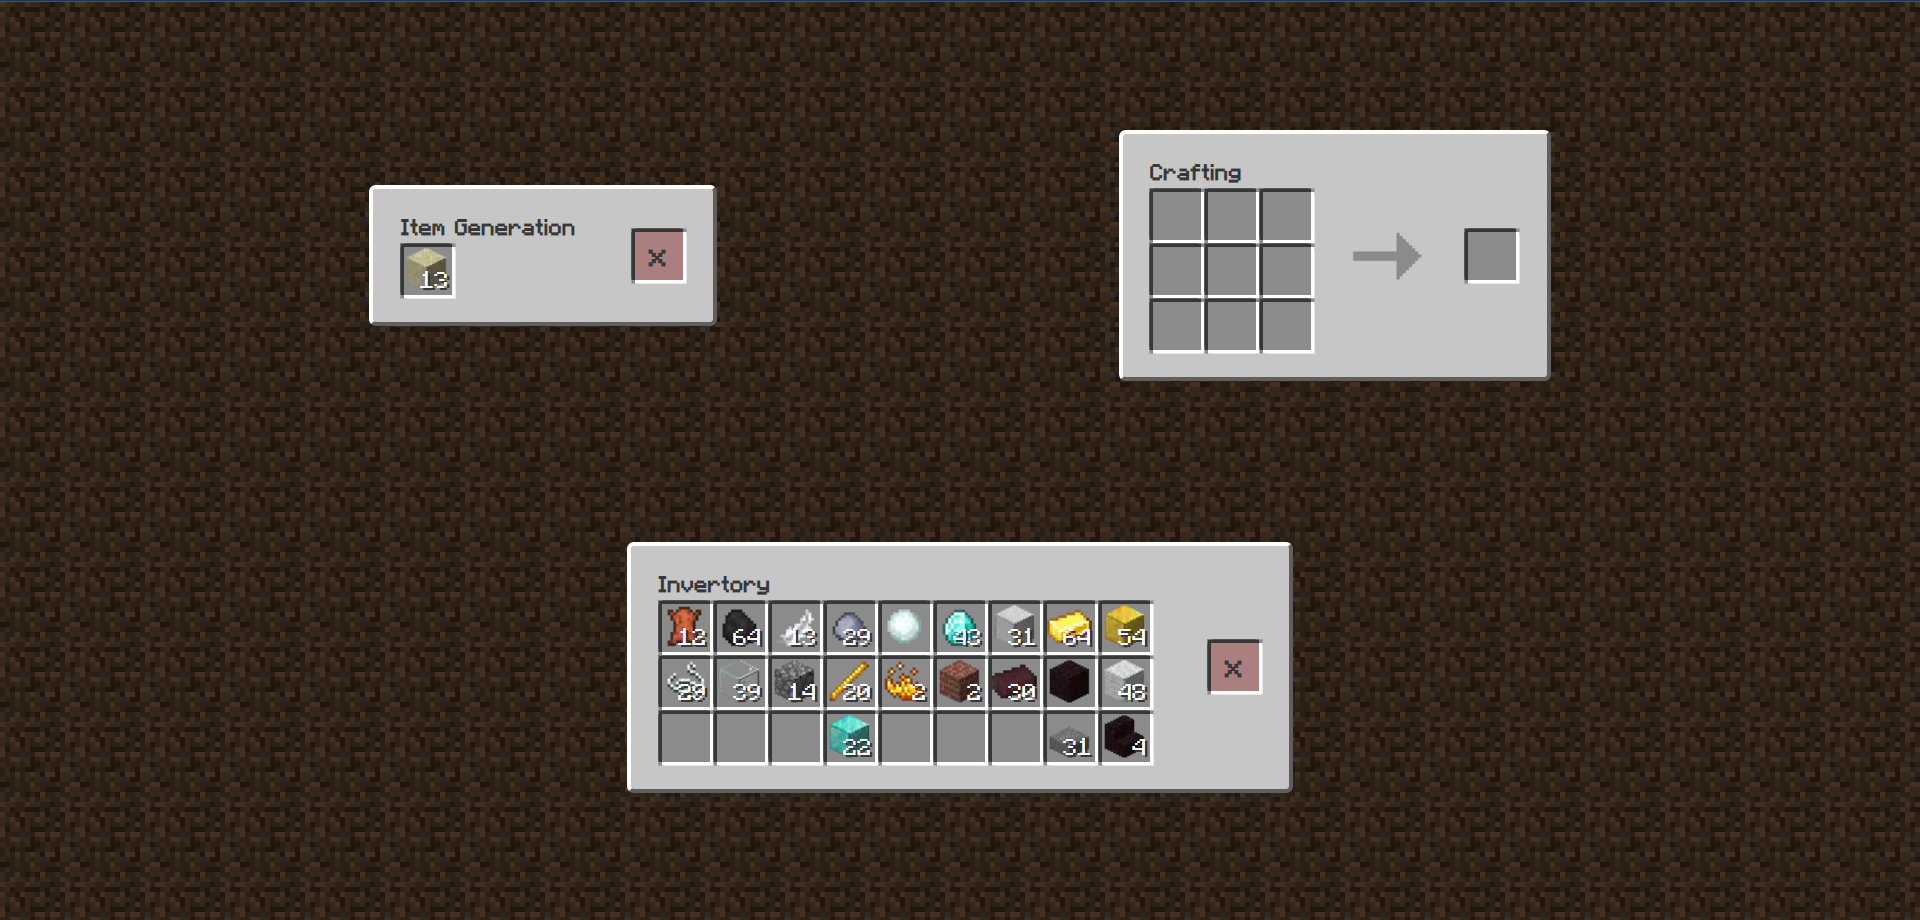 Item Generation
13
x
Crafting
Inventory
12 64 13 29 43 31 64 54
29 39 14 20 2 2 30 48
x
22 31 4